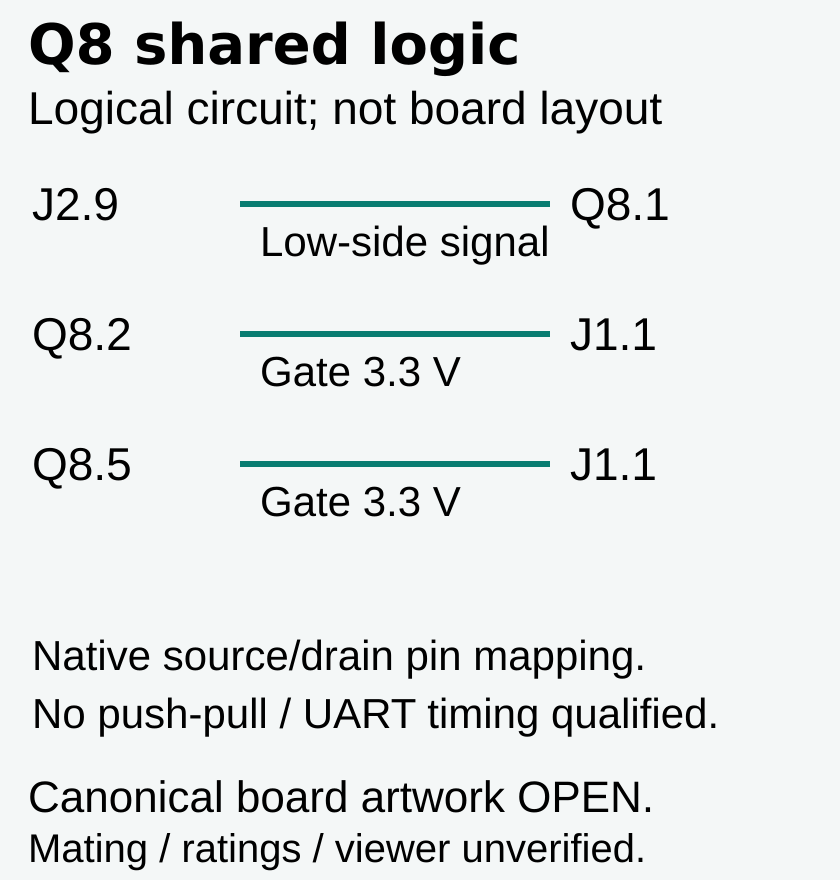 Q8 shared logic
Logical circuit; not board layout
J2.9 Q8.1
Low-side signal
Q8.2 J1.1
Gate 3.3 V
Q8.5 J1.1
Gate 3.3 V
Native source/drain pin mapping.
No push-pull / UART timing qualified.
Canonical board artwork OPEN.
Mating / ratings / viewer unverified.